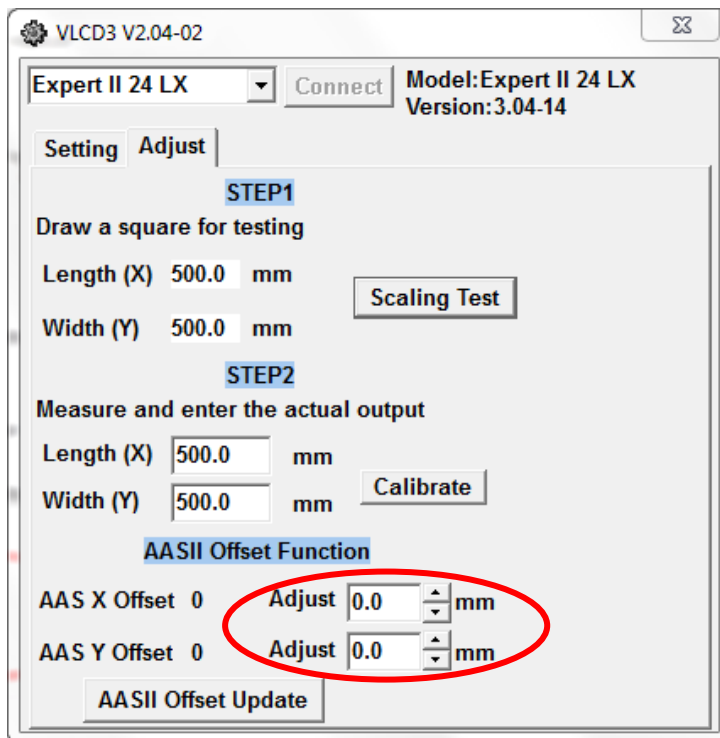 VLCD3 V2.04-02
Expert II 24 LX Connect Model:Expert II 24 LX
Version:3.04-14
Setting Adjust
STEP1
Draw a square for testing
Length (X) 500.0 mm
Scaling Test
Width (Y) 500.0 mm
STEP2
Measure and enter the actual output
Length (X) 500.0 mm
Calibrate
Width (Y) 500.0 mm
AASII Offset Function
AAS X Offset 0 Adjust 0.0 mm
AAS Y Offset 0 Adjust 0.0 mm
AASII Offset Update